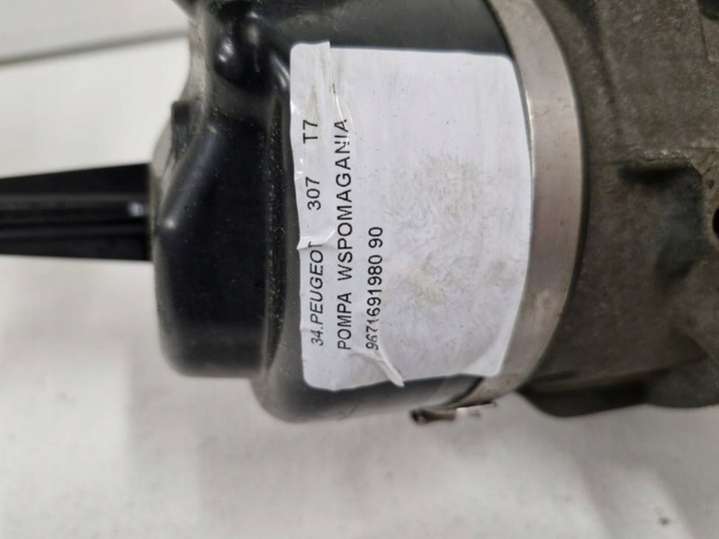 34.PEUGEOT 307 T7
POMPA WSPOMAGANIA
9671691980 90